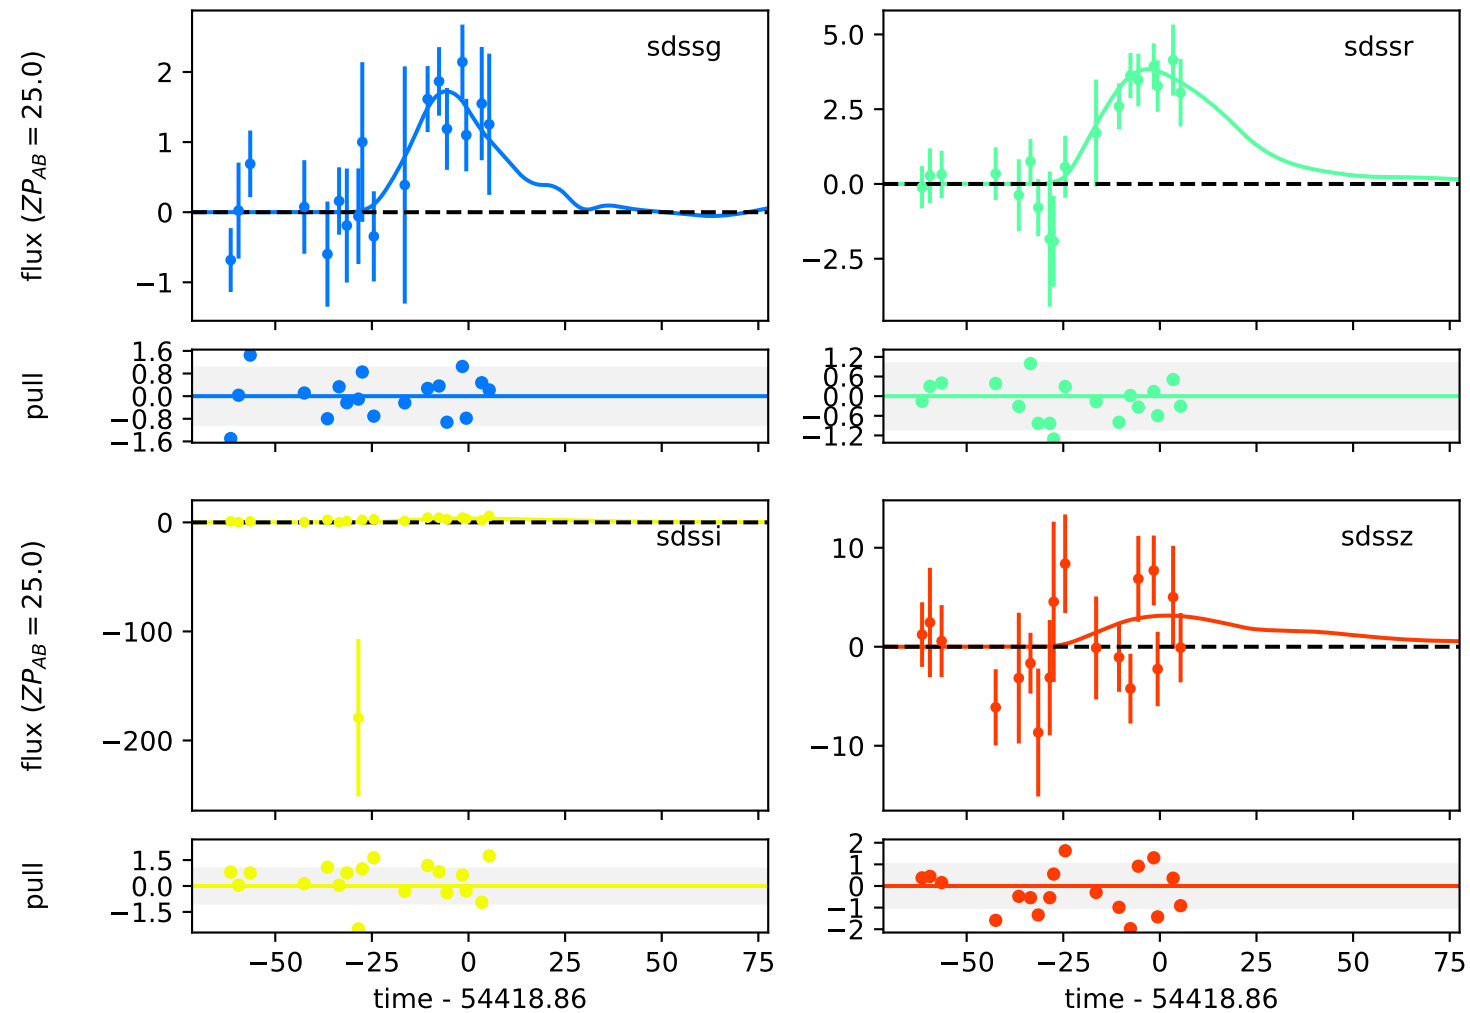 flux (ZP_AB = 25.0)
2
1
0
−1
sdssg
5.0
2.5
0.0
−2.5
sdssr
pull
1.6
0.8
0.0
−0.8
−1.6
1.2
0.6
0.0
−0.6
−1.2
flux (ZP_AB = 25.0)
0
−100
−200
sdssi
10
0
−10
sdssz
pull
1.5
0.0
−1.5
2
1
0
−1
−2
−50 −25 0 25 50 75
time - 54418.86
−50 −25 0 25 50 75
time - 54418.86